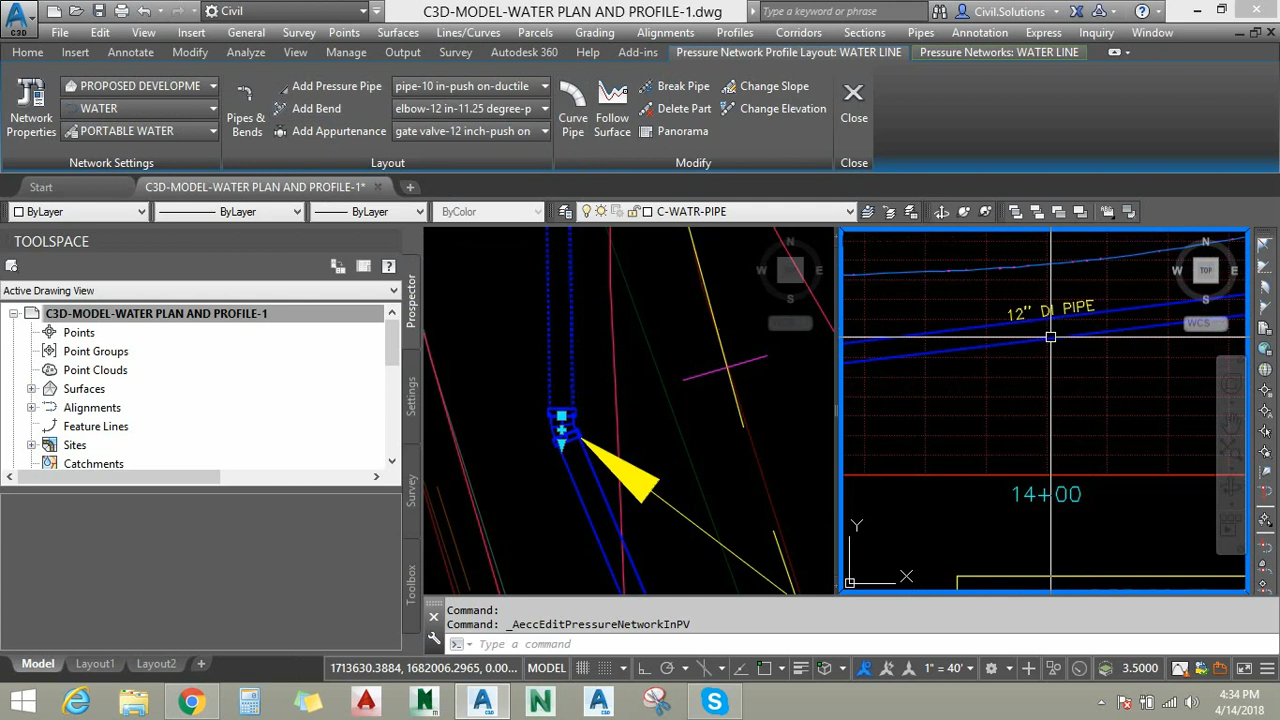 A C3D
Civil
C3D-MODEL-WATER PLAN AND PROFILE-1.dwg
Type a keyword or phrase
Civil.Solutions
File Edit View Insert General Survey Points Surfaces Lines/Curves Parcels Grading Alignments Profiles Corridors Sections Pipes Annotation Inquiry Express Window
Home Insert Annotate Modify Analyze View Manage Output Survey Autodesk 360 Help Add-ins Pressure Network Profile Layout: WATER LINE Pressure Networks: WATER LINE
Network Properties
PROPOSED DEVELOPME
WATER
PORTABLE WATER
Network Settings
Pipes & Bends
Add Pressure Pipe pipe-10 in-push on-ductile
Add Bend elbow-12 in-11.25 degree-p
Add Appurtenance gate valve-12 inch-push on
Layout
Curve Pipe
Follow Surface
Break Pipe Change Slope
Delete Part Change Elevation
Panorama
Modify
Close
Close
Start C3D-MODEL-WATER PLAN AND PROFILE-1*
ByLayer ByLayer ByLayer ByColor C-WATR-PIPE
TOOLSPACE
Active Drawing View
C3D-MODEL-WATER PLAN AND PROFILE-1
Points
Point Groups
Point Clouds
Surfaces
Alignments
Feature Lines
Sites
Catchments
Prospector
Settings
Survey
Toolbox
N
W TOP E
S
12" DI PIPE
N
W TOP E
S
WCS
14+00
Y
X
Command:
Command: _AeccEditPressureNetworkInPV
Type a command
Model Layout1 Layout2 +
1713630.3884, 1682006.2965, 0.00... MODEL 1" = 40' 3.5000
4:34 PM
4/14/2018